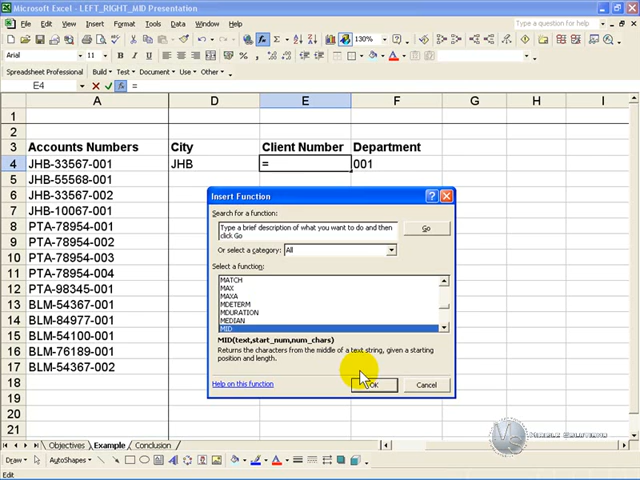 Microsoft Excel - LEFT_RIGHT_MID Presentation
File Edit View Insert Format Tools Data Window Help Type a question for help
130%
Arial 11 B I U
Spreadsheet Professional Build Test Document Use Other
E4 =
A D E F G H I
1
2
3 Accounts Numbers City Client Number Department
4 JHB-33567-001 JHB = 001
5 JHB-55568-001
6 JHB-33567-002
7 JHB-10067-001
8 PTA-78954-001
9 PTA-78954-002
10 PTA-78954-003
11 PTA-78954-004
12 PTA-98345-001
13 BLM-54367-001
14 BLM-84977-001
15 BLM-54100-001
16 BLM-76189-001
17 BLM-54367-002
18
19
20
21
Insert Function
Search for a function:
Type a brief description of what you want to do and then
click Go
Go
Or select a category: All
Select a function:
MATCH
MAX
MAXA
MDETERM
MDURATION
MEDIAN
MID
MID(text,start_num,num_chars)
Returns the characters from the middle of a text string, given a starting
position and length.
Help on this function OK Cancel
Objectives Example Conclusion
Draw AutoShapes
Edit